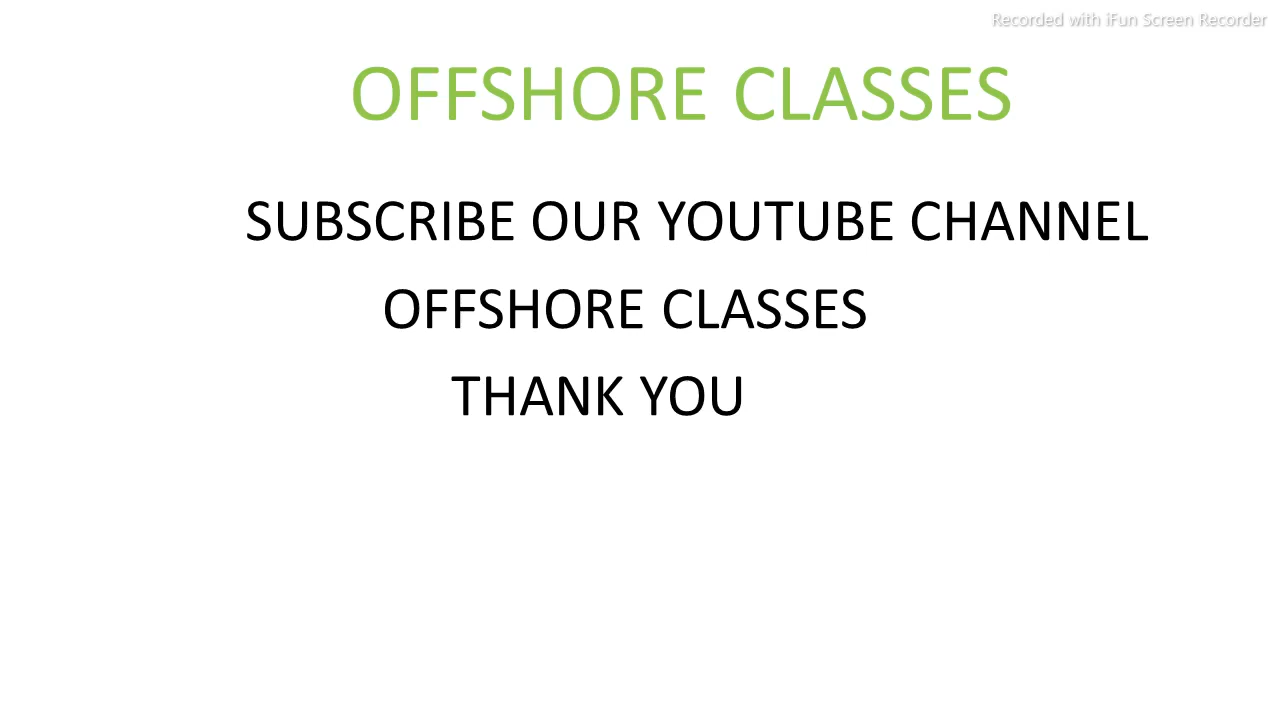 Recorded with iFun Screen Recorder
OFFSHORE CLASSES
SUBSCRIBE OUR YOUTUBE CHANNEL
OFFSHORE CLASSES
THANK YOU